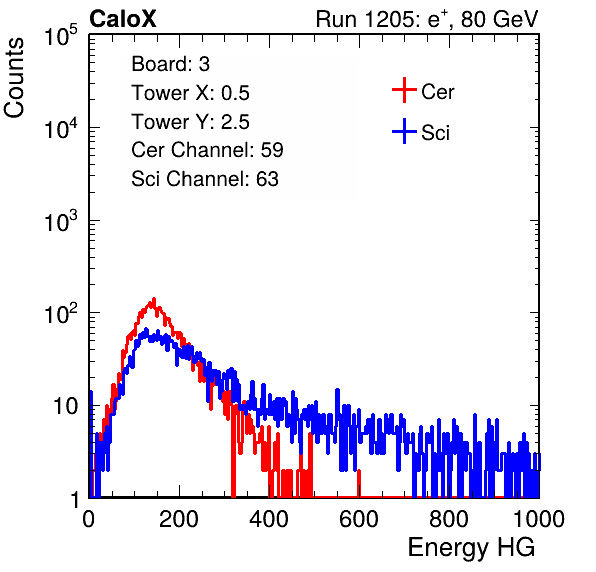 CaloX Run 1205: e⁺, 80 GeV
Counts
Board: 3
Tower X: 0.5
Tower Y: 2.5
Cer Channel: 59
Sci Channel: 63
Cer
Sci
10⁵
10⁴
10³
10²
10
1
0 200 400 600 800 1000
Energy HG